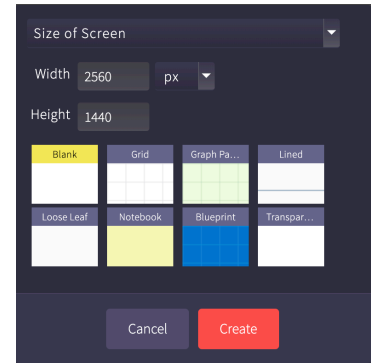 Size of Screen
Width 2560 px
Height 1440
Blank Grid Graph Pa... Lined
Loose Leaf Notebook Blueprint Transpar...
Cancel Create